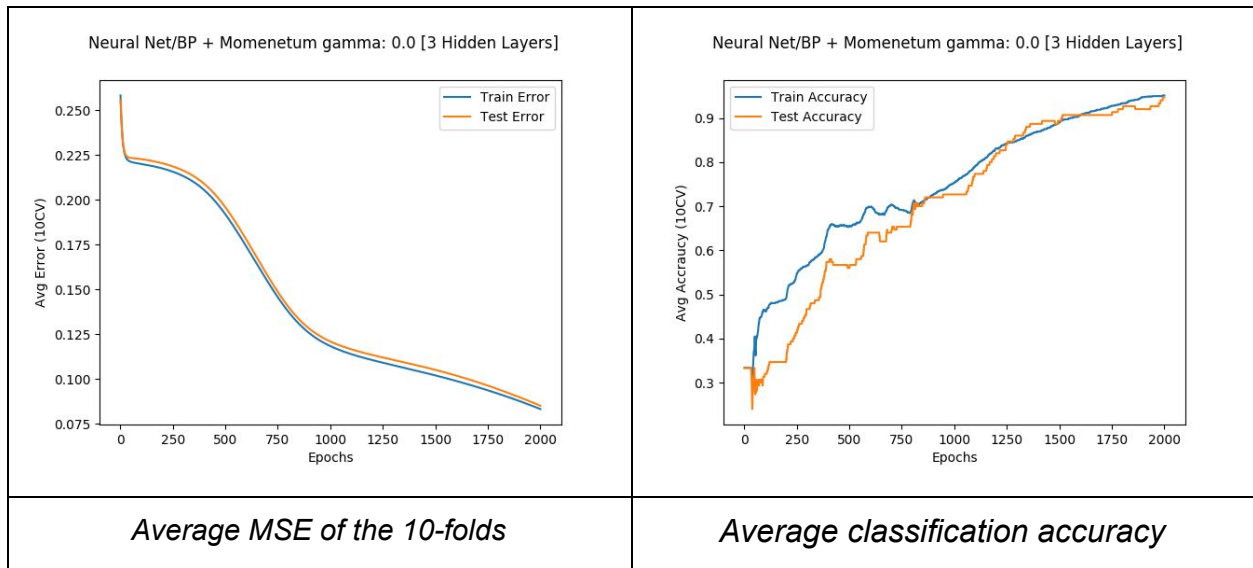 Neural Net/BP + Momenetum gamma: 0.0 [3 Hidden Layers]
0.250
0.225
0.200
0.175
0.150
0.125
0.100
0.075
Avg Error (10CV)
Train Error
Test Error
0 250 500 750 1000 1250 1500 1750 2000
Epochs
Average MSE of the 10-folds
Neural Net/BP + Momenetum gamma: 0.0 [3 Hidden Layers]
0.9
0.8
0.7
0.6
0.5
0.4
0.3
Avg Accraucy (10CV)
Train Accuracy
Test Accuracy
0 250 500 750 1000 1250 1500 1750 2000
Epochs
Average classification accuracy